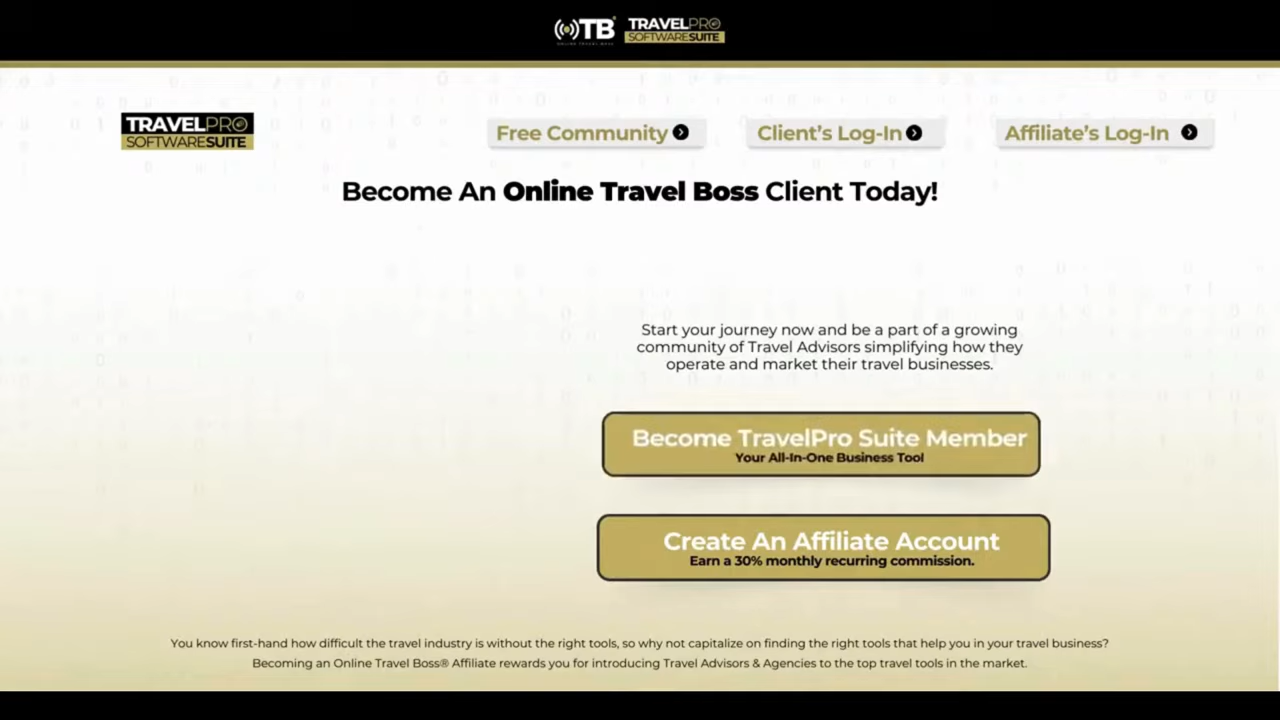 OTB
ONLINE TRAVEL BOSS
TRAVELPRO
SOFTWARESUITE
TRAVELPRO
SOFTWARESUITE
Free Community
Client's Log-In
Affiliate's Log-In
Become An Online Travel Boss Client Today!
Start your journey now and be a part of a growing
community of Travel Advisors simplifying how they
operate and market their travel businesses.
Become TravelPro Suite Member
Your All-In-One Business Tool
Create An Affiliate Account
Earn a 30% monthly recurring commission.
You know first-hand how difficult the travel industry is without the right tools, so why not capitalize on finding the right tools that help you in your travel business?
Becoming an Online Travel Boss® Affiliate rewards you for introducing Travel Advisors & Agencies to the top travel tools in the market.